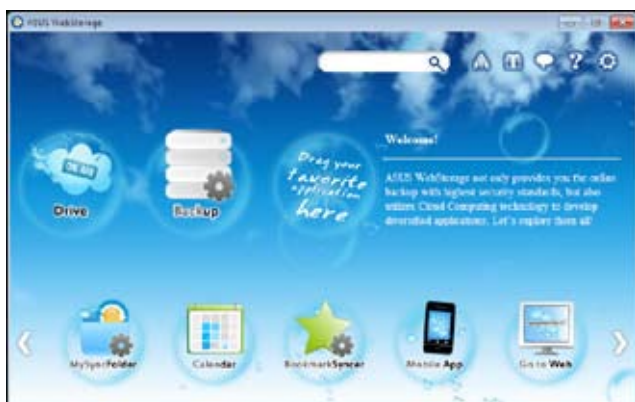 ASUS WebStorage
Drive
Backup
Drag your
favorite
application
here
Welcome!
ASUS WebStorage not only provides you the online
backup with highest security standards, but also
utilizes Cloud Computing technology to develop
diversified applications. Let's explore them all!
MySyncFolder
Calendar
BookmarkSyncer
Mobile App
Go to Web